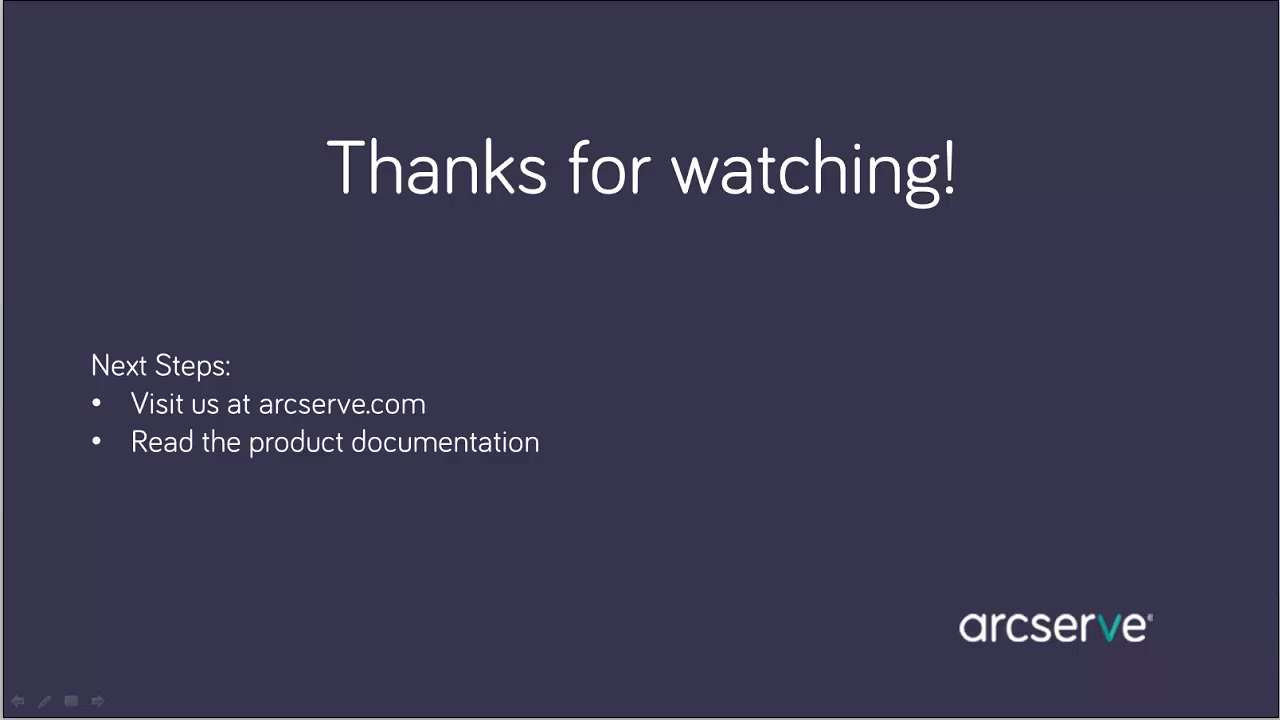 Thanks for watching!
Next Steps:
• Visit us at arcserve.com
• Read the product documentation
arcserve®